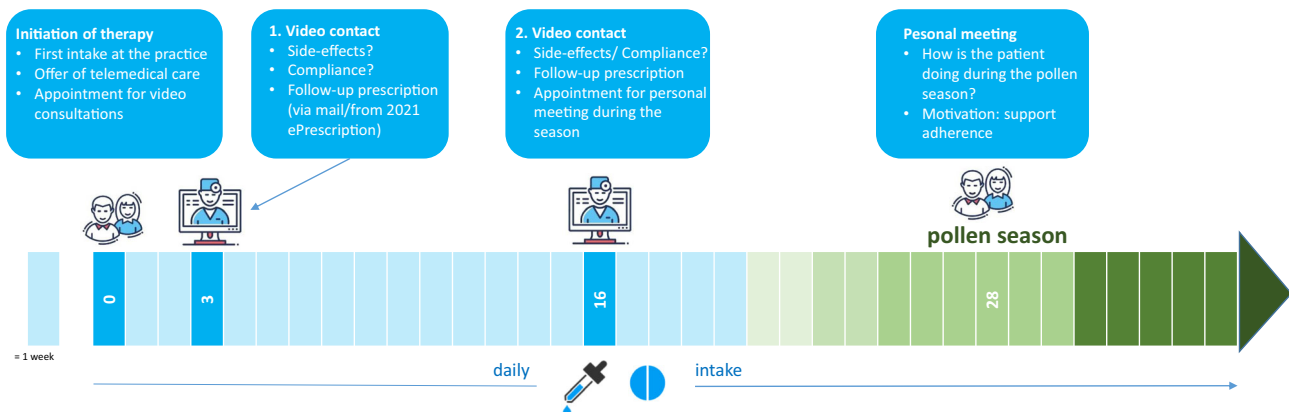 Initiation of therapy
• First intake at the practice
• Offer of telemedical care
• Appointment for video
consultations
1. Video contact
• Side-effects?
• Compliance?
• Follow-up prescription
(via mail/from 2021
ePrescription)
2. Video contact
• Side-effects/ Compliance?
• Follow-up prescription
• Appointment for personal
meeting during the
season
Pesonal meeting
• How is the patient
doing during the pollen
season?
• Motivation: support
adherence
pollen season
0
3
16
28
= 1 week
daily
intake